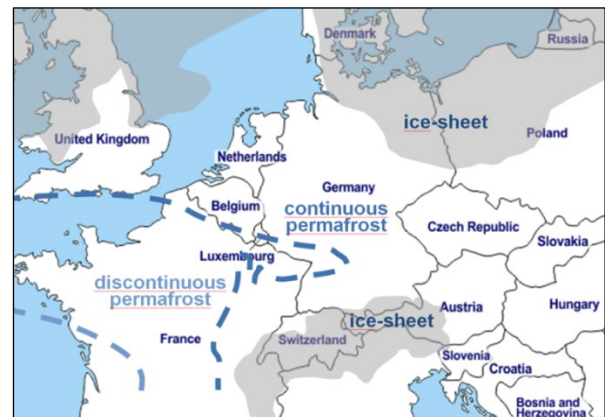 Denmark
Russia
ice-sheet
Poland
United Kingdom
Netherlands
Germany
Belgium
continuous
permafrost
Czech Republic
Slovakia
Luxembourg
discontinuous
permafrost
Austria
Hungary
ice-sheet
France
Switzerland
Slovenia
Croatia
Bosnia and
Herzegovina